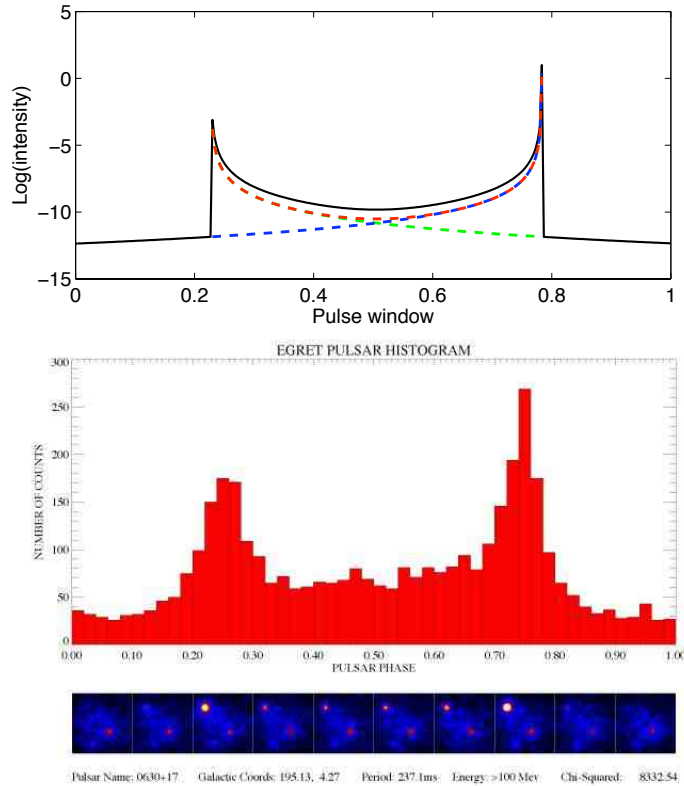 5
0
−5
−10
−15
Log(intensity)
0 0.2 0.4 0.6 0.8 1
Pulse window
EGRET PULSAR HISTOGRAM
300
250
200
150
100
50
0
NUMBER OF COUNTS
0.00 0.10 0.20 0.30 0.40 0.50 0.60 0.70 0.80 0.90 1.00
PULSAR PHASE
Pulsar Name: 0630+17 Galactic Coords: 195.13, 4.27 Period: 237.1ms Energy: >100 Mev Chi-Squared: 8332.54